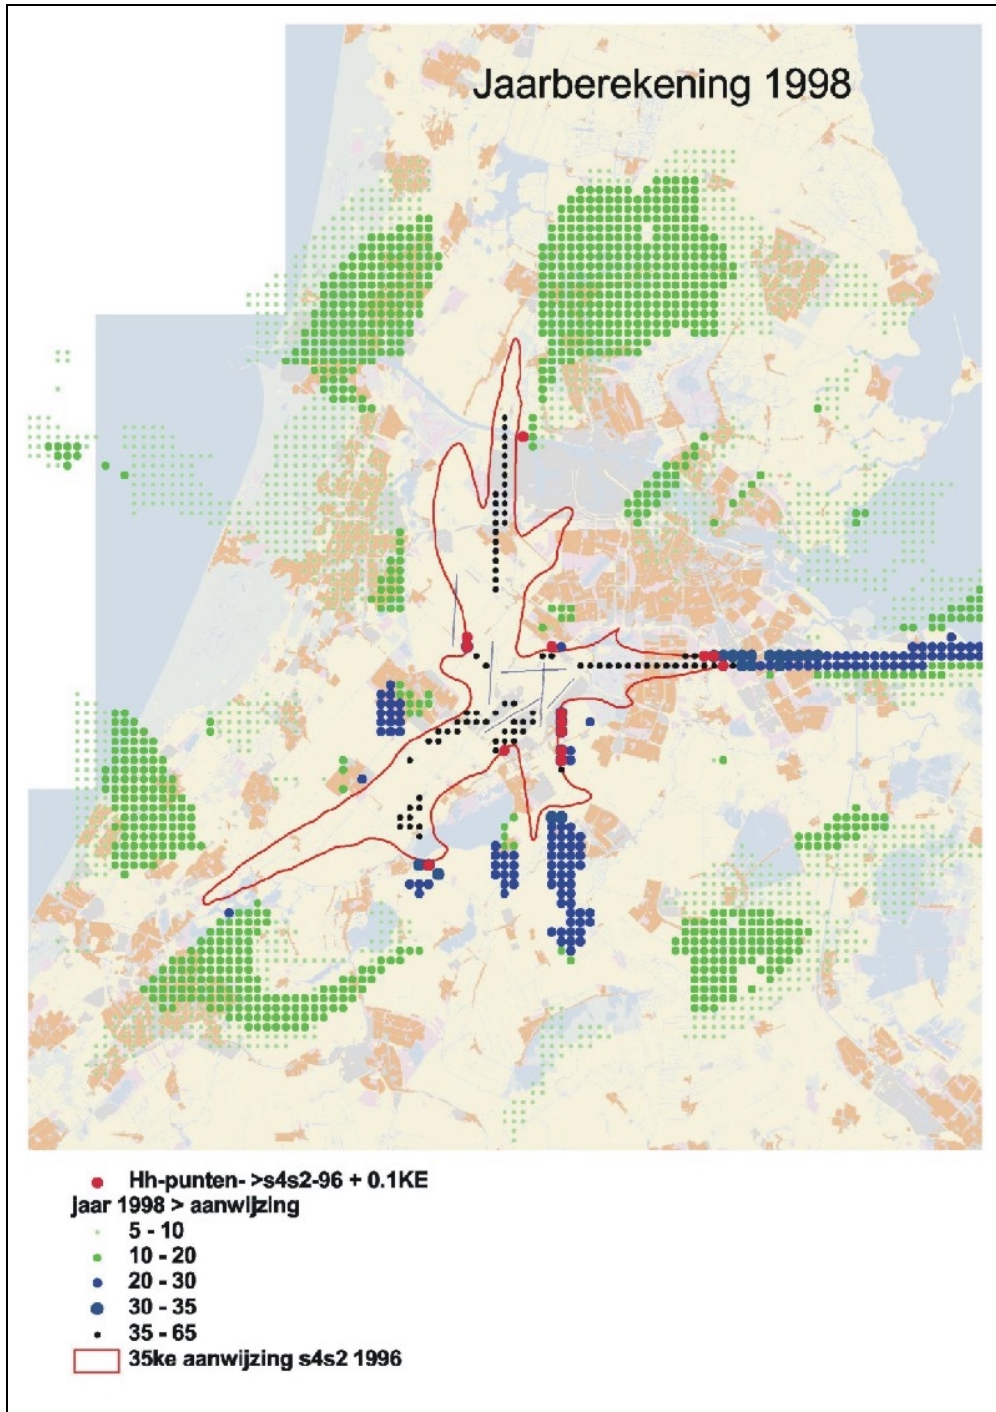 Jaarberekening 1998
Hh-punten- >s4s2-96 + 0.1KE
jaar 1998 > aanwijzing
5 - 10
10 - 20
20 - 30
30 - 35
35 - 65
35ke aanwijzing s4s2 1996